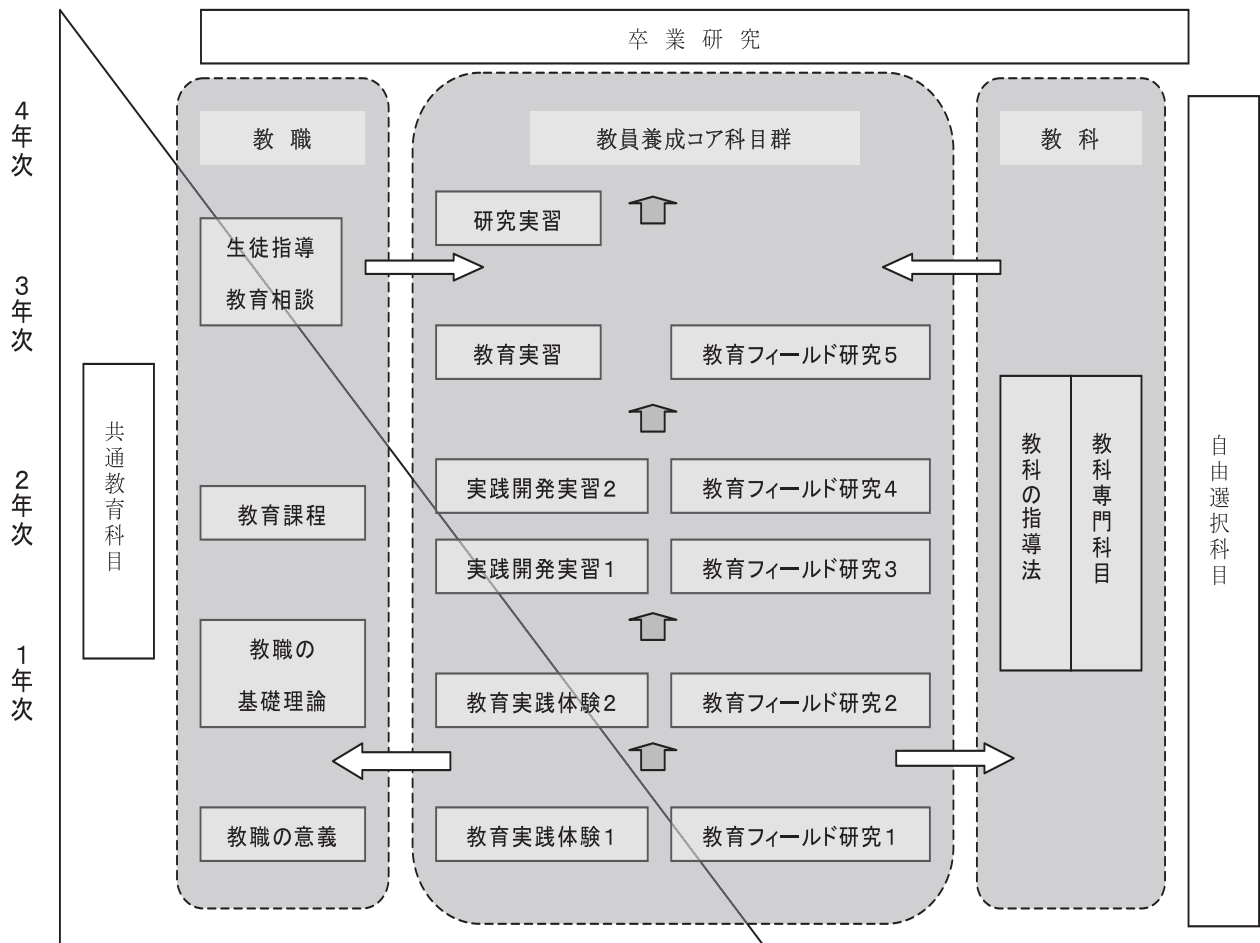 卒業研究
4年次
3年次
2年次
1年次
共通教育科目
教職
生徒指導
教育相談
教育課程
教職の
基礎理論
教職の意義
教員養成コア科目群
研究実習
教育実習
教育フィールド研究5
実践開発実習2
教育フィールド研究4
実践開発実習1
教育フィールド研究3
教育実践体験2
教育フィールド研究2
教育実践体験1
教育フィールド研究1
教科
教科の指導法
教科専門科目
自由選択科目